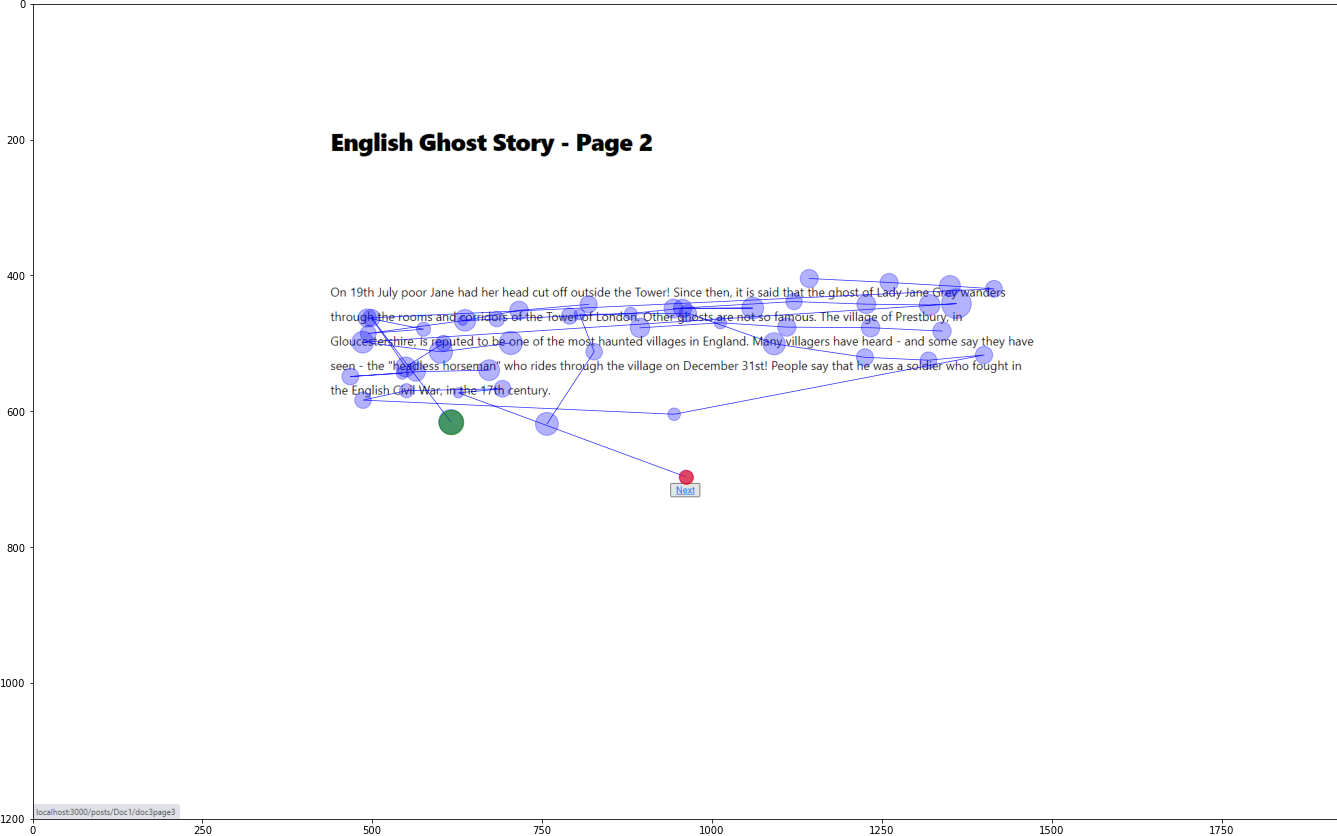 0
200
English Ghost Story - Page 2
400
On 19th July poor Jane had her head cut off outside the Tower! Since then, it is said that the ghost of Lady Jane Grey wanders
through the rooms and corridors of the Tower of London. Other ghosts are not so famous. The village of Prestbury, in
Gloucestershire, is reputed to be one of the most haunted villages in England. Many villagers have heard - and some say they have
seen - the "headless horseman" who rides through the village on December 31st! People say that he was a soldier who fought in
the English Civil War, in the 17th century.
600
Next
800
1000
localhost:3000/posts/Doc1/doc3page3
1200
0 250 500 750 1000 1250 1500 1750